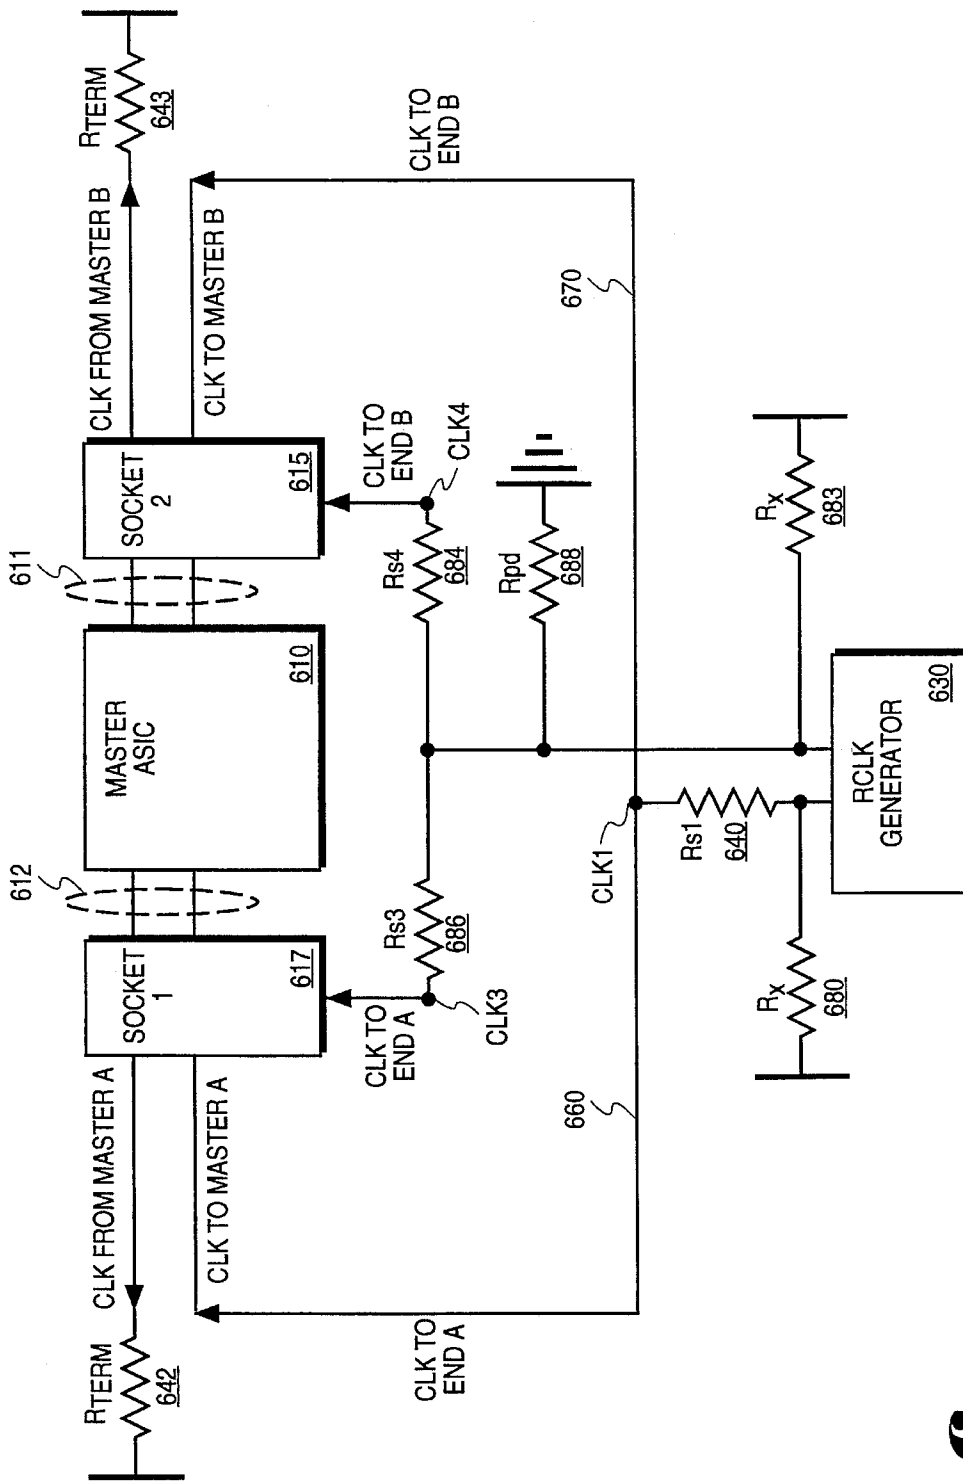 RTERM
642
CLK FROM MASTER A
CLK TO MASTER A
CLK TO
END A
SOCKET
1
617
612
MASTER
ASIC
610
611
SOCKET
2
615
CLK FROM MASTER B
CLK TO MASTER B
RTERM
643
CLK TO
END B
CLK TO
END A
CLK3
Rs3
686
Rs4
684
CLK TO
END B
CLK4
Rpd
688
660
CLK1
670
Rs1
640
Rx
680
RCLK
GENERATOR
630
Rx
683